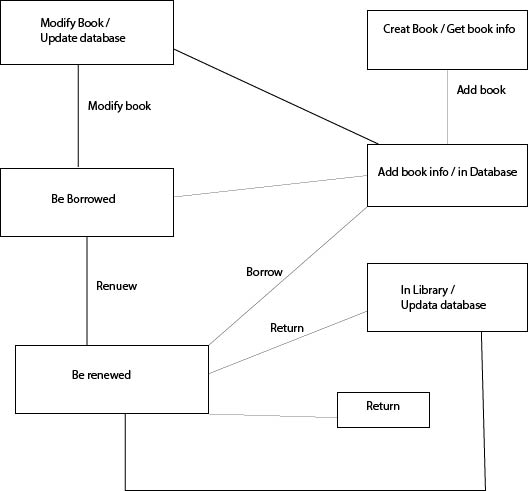 Modify Book /
Update database
Creat Book / Get book info
Add book
Modify book
Add book info / in Database
Be Borrowed
Borrow
Renuew
In Library /
Updata database
Return
Be renewed
Return